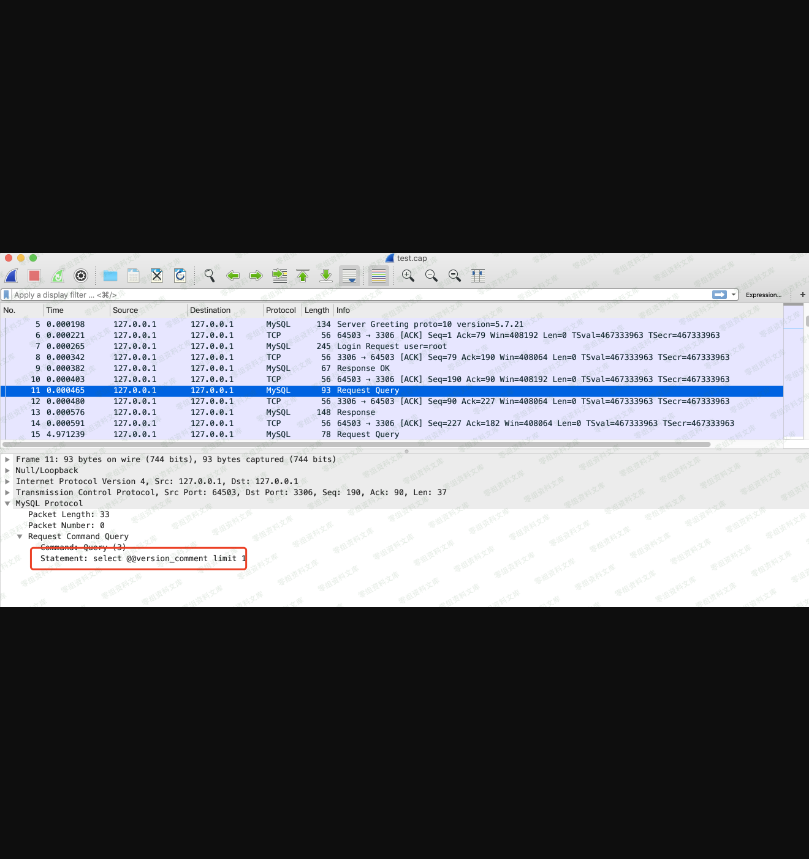 test.cap
Apply a display filter ... <⌘/>
Expression...
+
No. Time Source Destination Protocol Length Info
5 0.000198 127.0.0.1 127.0.0.1 MySQL 134 Server Greeting proto=10 version=5.7.21
6 0.000221 127.0.0.1 127.0.0.1 TCP 56 64503 → 3306 [ACK] Seq=1 Ack=79 Win=408192 Len=0 TSval=467333963 TSecr=467333963
7 0.000265 127.0.0.1 127.0.0.1 MySQL 245 Login Request user=root
8 0.000342 127.0.0.1 127.0.0.1 TCP 56 3306 → 64503 [ACK] Seq=79 Ack=190 Win=408064 Len=0 TSval=467333963 TSecr=467333963
9 0.000382 127.0.0.1 127.0.0.1 MySQL 67 Response OK
10 0.000403 127.0.0.1 127.0.0.1 TCP 56 64503 → 3306 [ACK] Seq=190 Ack=90 Win=408192 Len=0 TSval=467333963 TSecr=467333963
11 0.000465 127.0.0.1 127.0.0.1 MySQL 93 Request Query
12 0.000480 127.0.0.1 127.0.0.1 TCP 56 3306 → 64503 [ACK] Seq=90 Ack=227 Win=408064 Len=0 TSval=467333963 TSecr=467333963
13 0.000576 127.0.0.1 127.0.0.1 MySQL 148 Response
14 0.000591 127.0.0.1 127.0.0.1 TCP 56 64503 → 3306 [ACK] Seq=227 Ack=182 Win=408064 Len=0 TSval=467333963 TSecr=467333963
15 4.971239 127.0.0.1 127.0.0.1 MySQL 78 Request Query
Frame 11: 93 bytes on wire (744 bits), 93 bytes captured (744 bits)
Null/Loopback
Internet Protocol Version 4, Src: 127.0.0.1, Dst: 127.0.0.1
Transmission Control Protocol, Src Port: 64503, Dst Port: 3306, Seq: 190, Ack: 90, Len: 37
MySQL Protocol
Packet Length: 33
Packet Number: 0
Request Command Query
Command: Query (3)
Statement: select @@version_comment limit 1